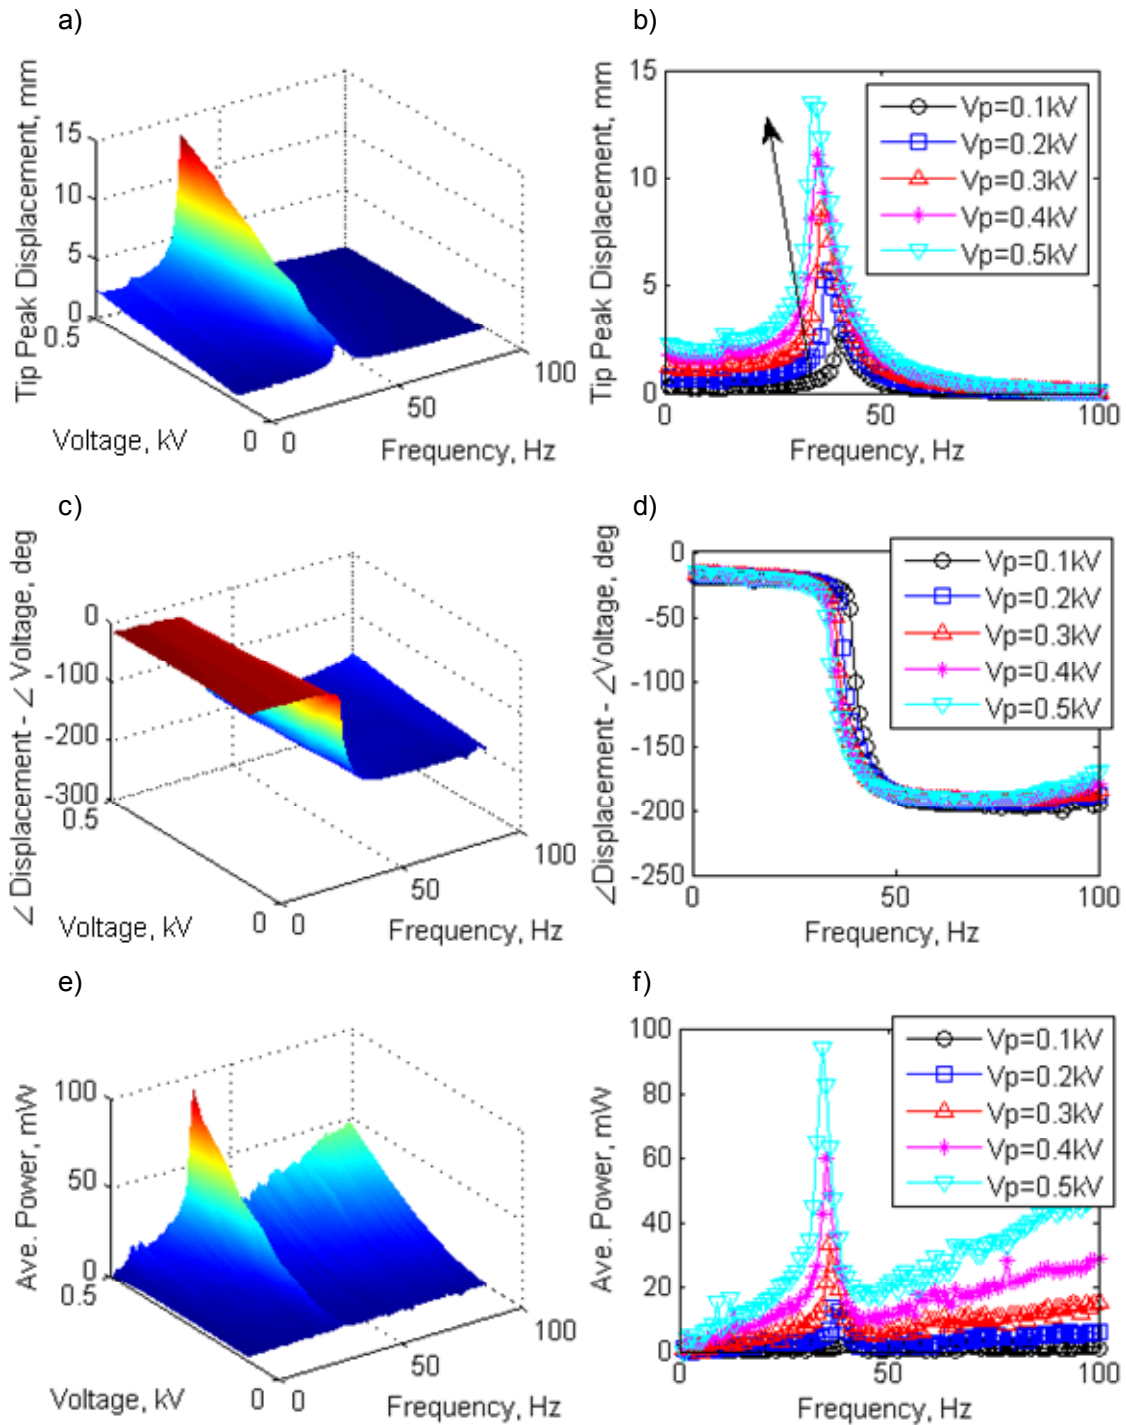 a)
Tip Peak Displacement, mm
15
10
5
0
0.5
Voltage, kV
0
0
50
100
Frequency, Hz
b)
Tip Peak Displacement, mm
15
10
5
0
0
50
100
Frequency, Hz
Vp=0.1kV
Vp=0.2kV
Vp=0.3kV
Vp=0.4kV
Vp=0.5kV
c)
∠Displacement - ∠Voltage, deg
0
-100
-200
-300
0.5
Voltage, kV
0
0
50
100
Frequency, Hz
d)
∠Displacement - ∠Voltage, deg
0
-50
-100
-150
-200
-250
0
50
100
Frequency, Hz
Vp=0.1kV
Vp=0.2kV
Vp=0.3kV
Vp=0.4kV
Vp=0.5kV
e)
Ave. Power, mW
100
50
0
0.5
Voltage, kV
0
0
50
100
Frequency, Hz
f)
Ave. Power, mW
100
80
60
40
20
0
0
50
100
Frequency, Hz
Vp=0.1kV
Vp=0.2kV
Vp=0.3kV
Vp=0.4kV
Vp=0.5kV